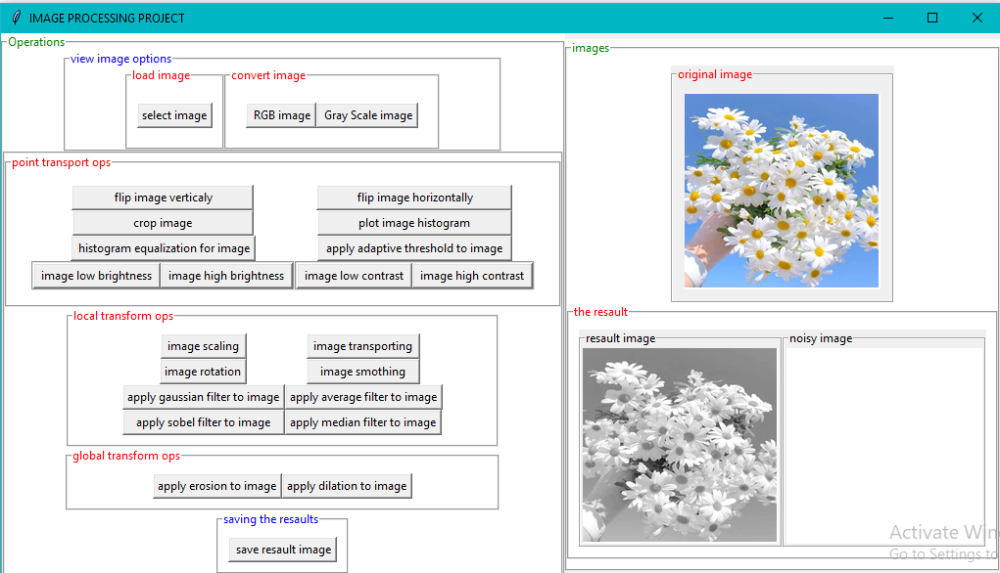 IMAGE PROCESSING PROJECT
Operations
view image options
load image
convert image
select image
RGB image
Gray Scale image
point transport ops
flip image verticaly
flip image horizontally
crop image
plot image histogram
histogram equalization for image
apply adaptive threshold to image
image low brightness
image high brightness
image low contrast
image high contrast
local transform ops
image scaling
image transporting
image rotation
image smothing
apply gaussian filter to image
apply average filter to image
apply sobel filter to image
apply median filter to image
global transform ops
apply erosion to image
apply dilation to image
saving the resaults
save resault image
images
original image
the resault
resault image
noisy image
Activate Win
Go to Settings to